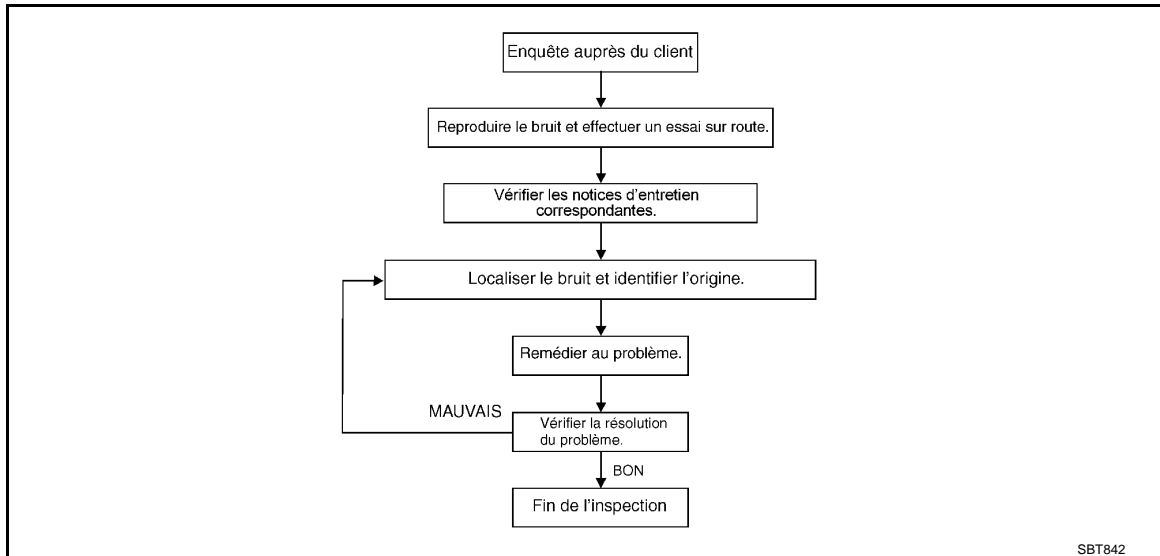 Enquête auprès du client
Reproduire le bruit et effectuer un essai sur route.
Vérifier les notices d'entretien
correspondantes.
Localiser le bruit et identifier l'origine.
Remédier au problème.
MAUVAIS
Vérifier la résolution
du problème.
BON
Fin de l'inspection
SBT842